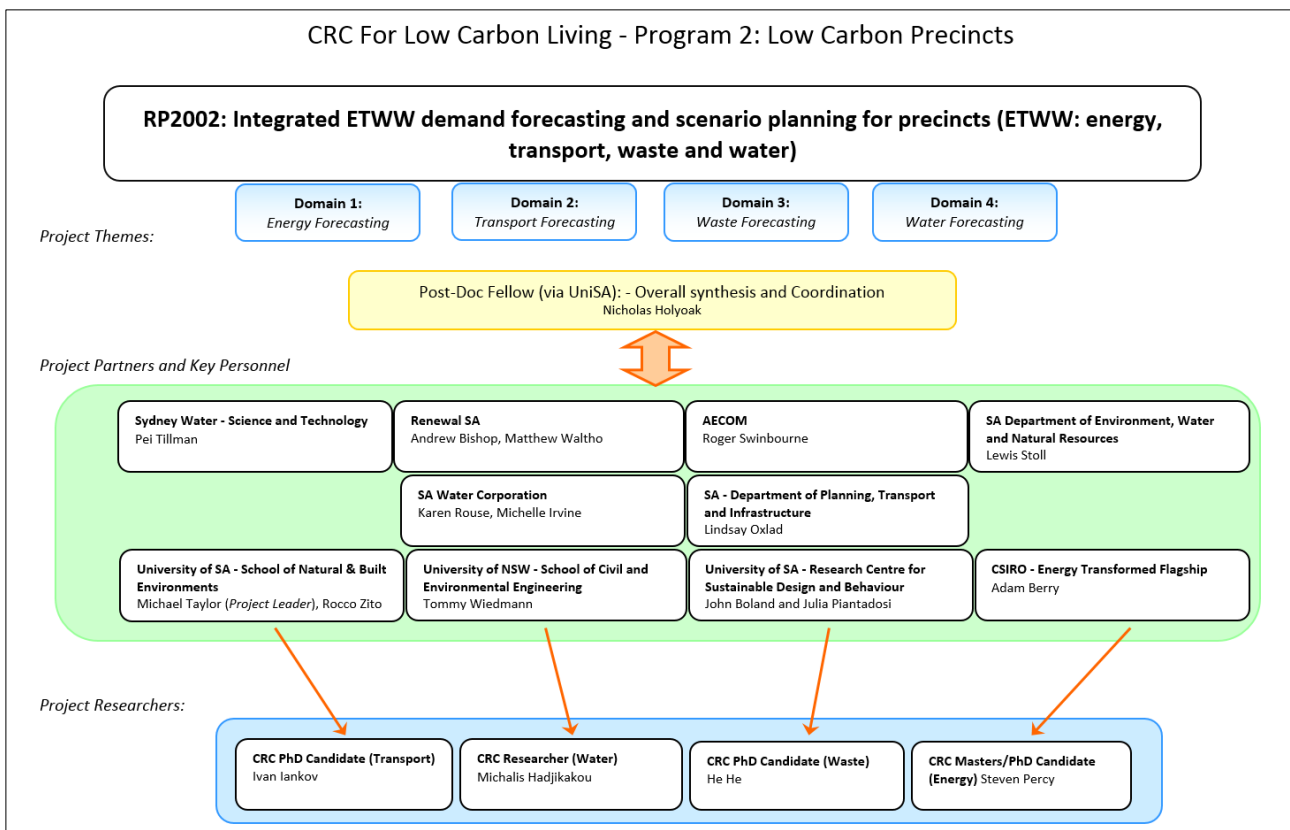 CRC For Low Carbon Living - Program 2: Low Carbon Precincts
RP2002: Integrated ETWW demand forecasting and scenario planning for precincts (ETWW: energy,
transport, waste and water)
Domain 1:
Energy Forecasting
Domain 2:
Transport Forecasting
Domain 3:
Waste Forecasting
Domain 4:
Water Forecasting
Project Themes:
Post-Doc Fellow (via UniSA): - Overall synthesis and Coordination
Nicholas Holyoak
Project Partners and Key Personnel
Sydney Water - Science and Technology
Pei Tillman
Renewal SA
Andrew Bishop, Matthew Waltho
AECOM
Roger Swinbourne
SA Department of Environment, Water
and Natural Resources
Lewis Stoll
SA Water Corporation
Karen Rouse, Michelle Irvine
SA - Department of Planning, Transport
and Infrastructure
Lindsay Oxlad
University of SA - School of Natural & Built
Environments
Michael Taylor (Project Leader), Rocco Zito
University of NSW - School of Civil and
Environmental Engineering
Tommy Wiedmann
University of SA - Research Centre for
Sustainable Design and Behaviour
John Boland and Julia Piantadosi
CSIRO - Energy Transformed Flagship
Adam Berry
Project Researchers:
CRC PhD Candidate (Transport)
Ivan Iankov
CRC Researcher (Water)
Michalis Hadjikakou
CRC PhD Candidate (Waste)
He He
CRC Masters/PhD Candidate
(Energy) Steven Percy